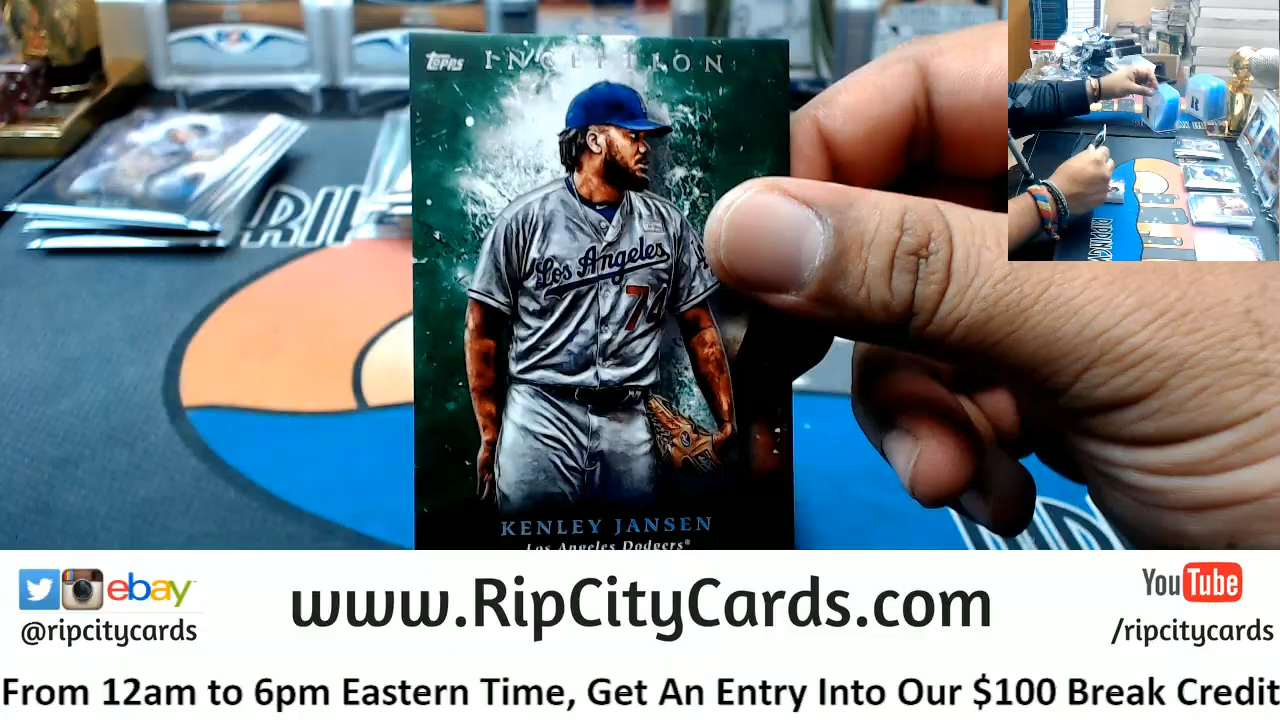 Topps INCEPTION
Los Angeles
74
KENLEY JANSEN
Los Angeles Dodgers®
ebay
@ripcitycards
www.RipCityCards.com
YouTube
/ripcitycards
From 12am to 6pm Eastern Time, Get An Entry Into Our $100 Break Credit